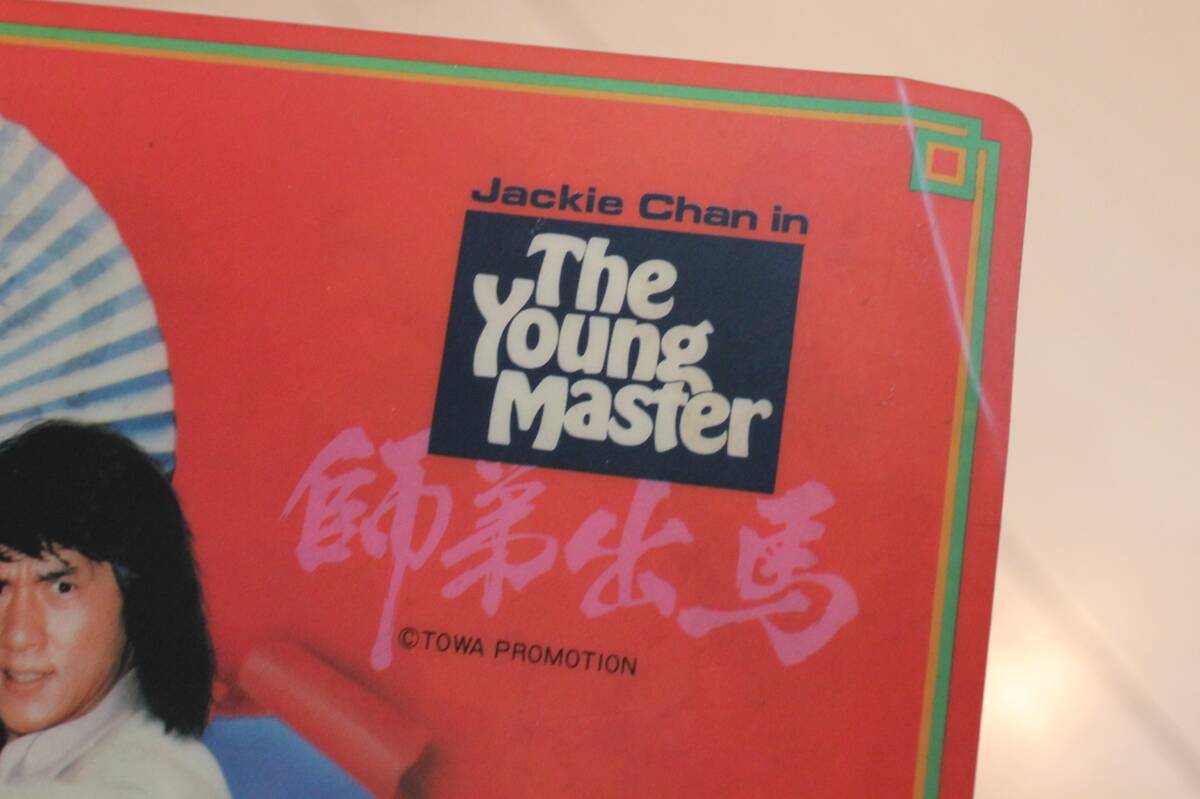 Jackie Chan in
The
Young
Master
師弟出馬
©TOWA PROMOTION